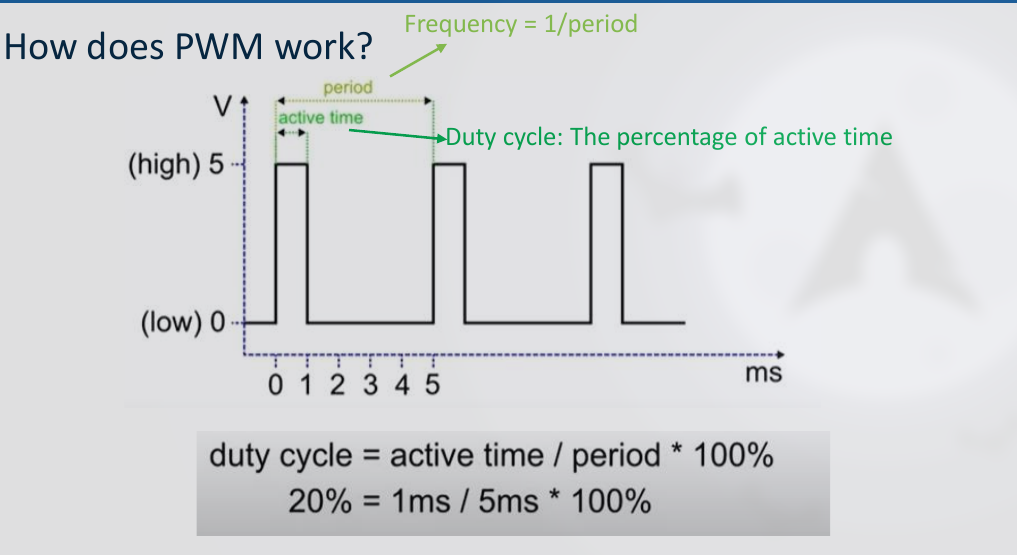 Frequency = 1/period
How does PWM work?
period
V
active time
Duty cycle: The percentage of active time
(high) 5
(low) 0
0 1 2 3 4 5
ms
duty cycle = active time / period * 100%
20% = 1ms / 5ms * 100%